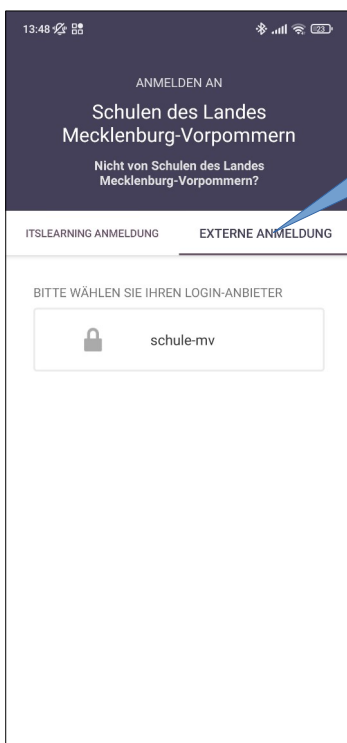 13:48
23
ANMELDEN AN
Schulen des Landes
Mecklenburg-Vorpommern
Nicht von Schulen des Landes
Mecklenburg-Vorpommern?
ITSLEARNING ANMELDUNG EXTERNE ANMELDUNG
BITTE WÄHLEN SIE IHREN LOGIN-ANBIETER
schule-mv